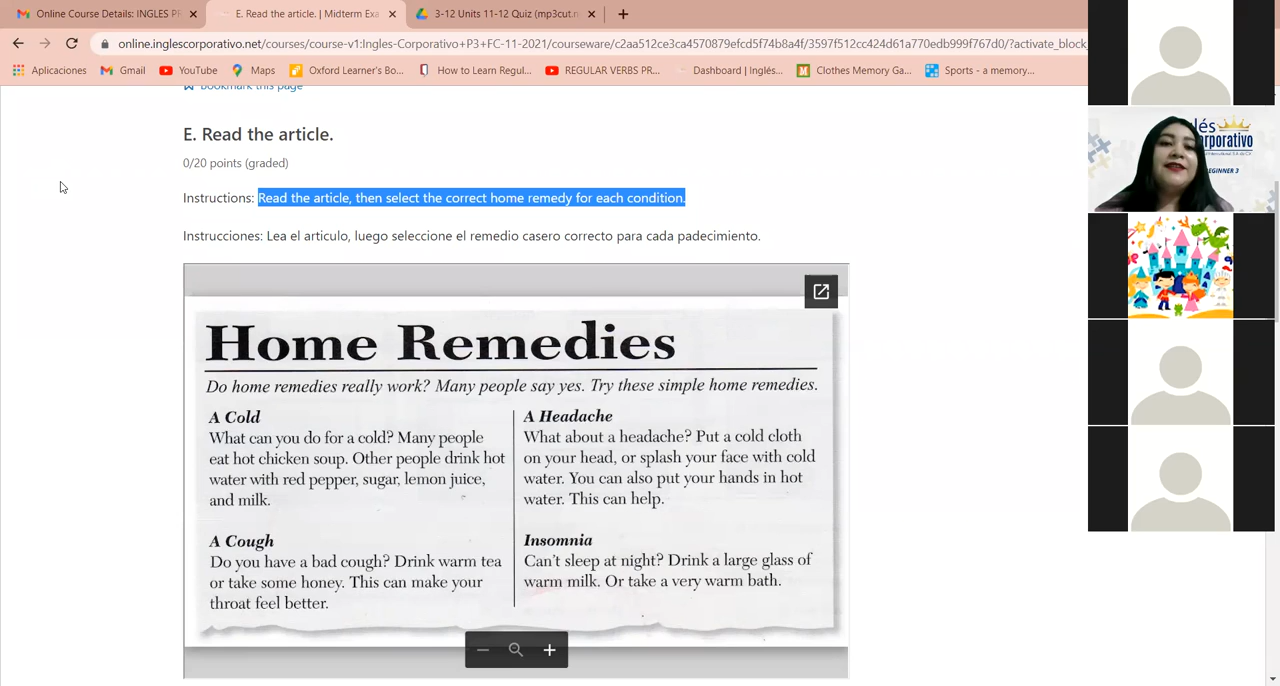 Online Course Details: INGLES P
E. Read the article. | Midterm Exa
3-12 Units 11-12 Quiz (mp3cut.n
online.inglescorporativo.net/courses/course-v1:Ingles-Corporativo+P3+FC-11-2021/courseware/c2aa512ce3ca4570879efcd5f74b8a4f/3597f512cc424d61a770edb999f767d0/?activate_block_
Aplicaciones
Gmail
YouTube
Maps
Oxford Learner's Bo...
How to Learn Regul...
REGULAR VERBS PR...
Dashboard | Inglés...
Clothes Memory Ga...
Sports - a memory...
Bookmark this page
E. Read the article.
0/20 points (graded)
Instructions: Read the article, then select the correct home remedy for each condition.
Instrucciones: Lea el articulo, luego seleccione el remedio casero correcto para cada padecimiento.
Home Remedies
Do home remedies really work? Many people say yes. Try these simple home remedies.
A Cold
What can you do for a cold? Many people
eat hot chicken soup. Other people drink hot
water with red pepper, sugar, lemon juice,
and milk.
A Cough
Do you have a bad cough? Drink warm tea
or take some honey. This can make your
throat feel better.
A Headache
What about a headache? Put a cold cloth
on your head, or splash your face with cold
water. You can also put your hands in hot
water. This can help.
Insomnia
Can't sleep at night? Drink a large glass of
warm milk. Or take a very warm bath.
lés
rporativo
EGINNER 3